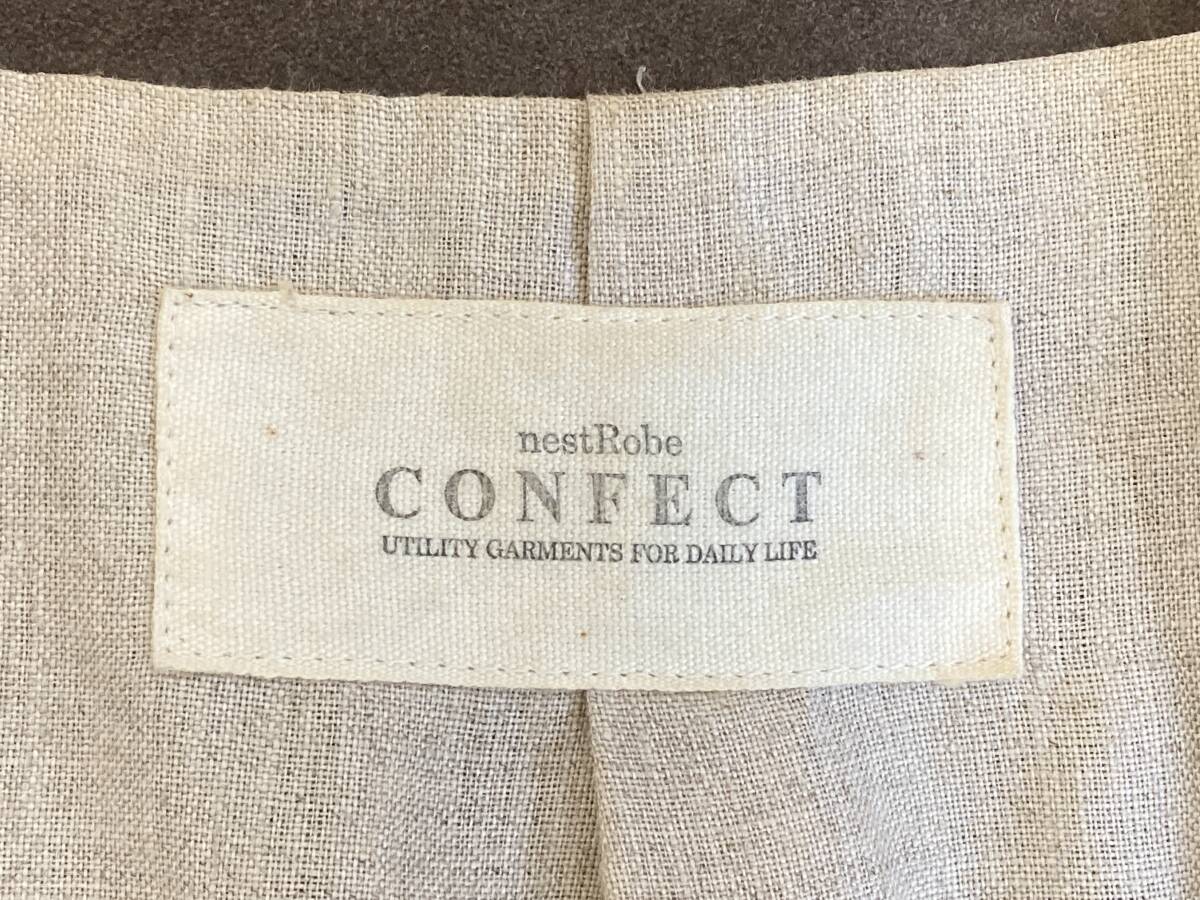 nestRobe
CONFECT
UTILITY GARMENTS FOR DAILY LIFE